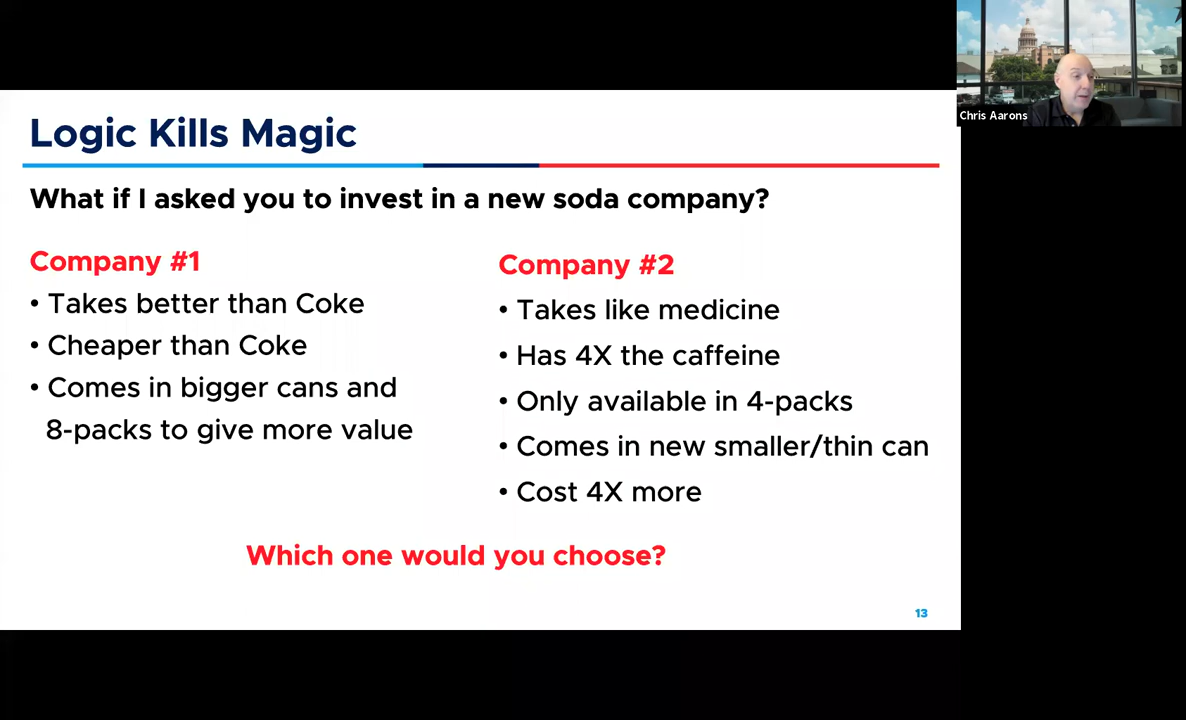 Logic Kills Magic
What if I asked you to invest in a new soda company?
Company #1
• Takes better than Coke
• Cheaper than Coke
• Comes in bigger cans and
8-packs to give more value
Company #2
• Takes like medicine
• Has 4X the caffeine
• Only available in 4-packs
• Comes in new smaller/thin can
• Cost 4X more
Which one would you choose?
13
Chris Aarons